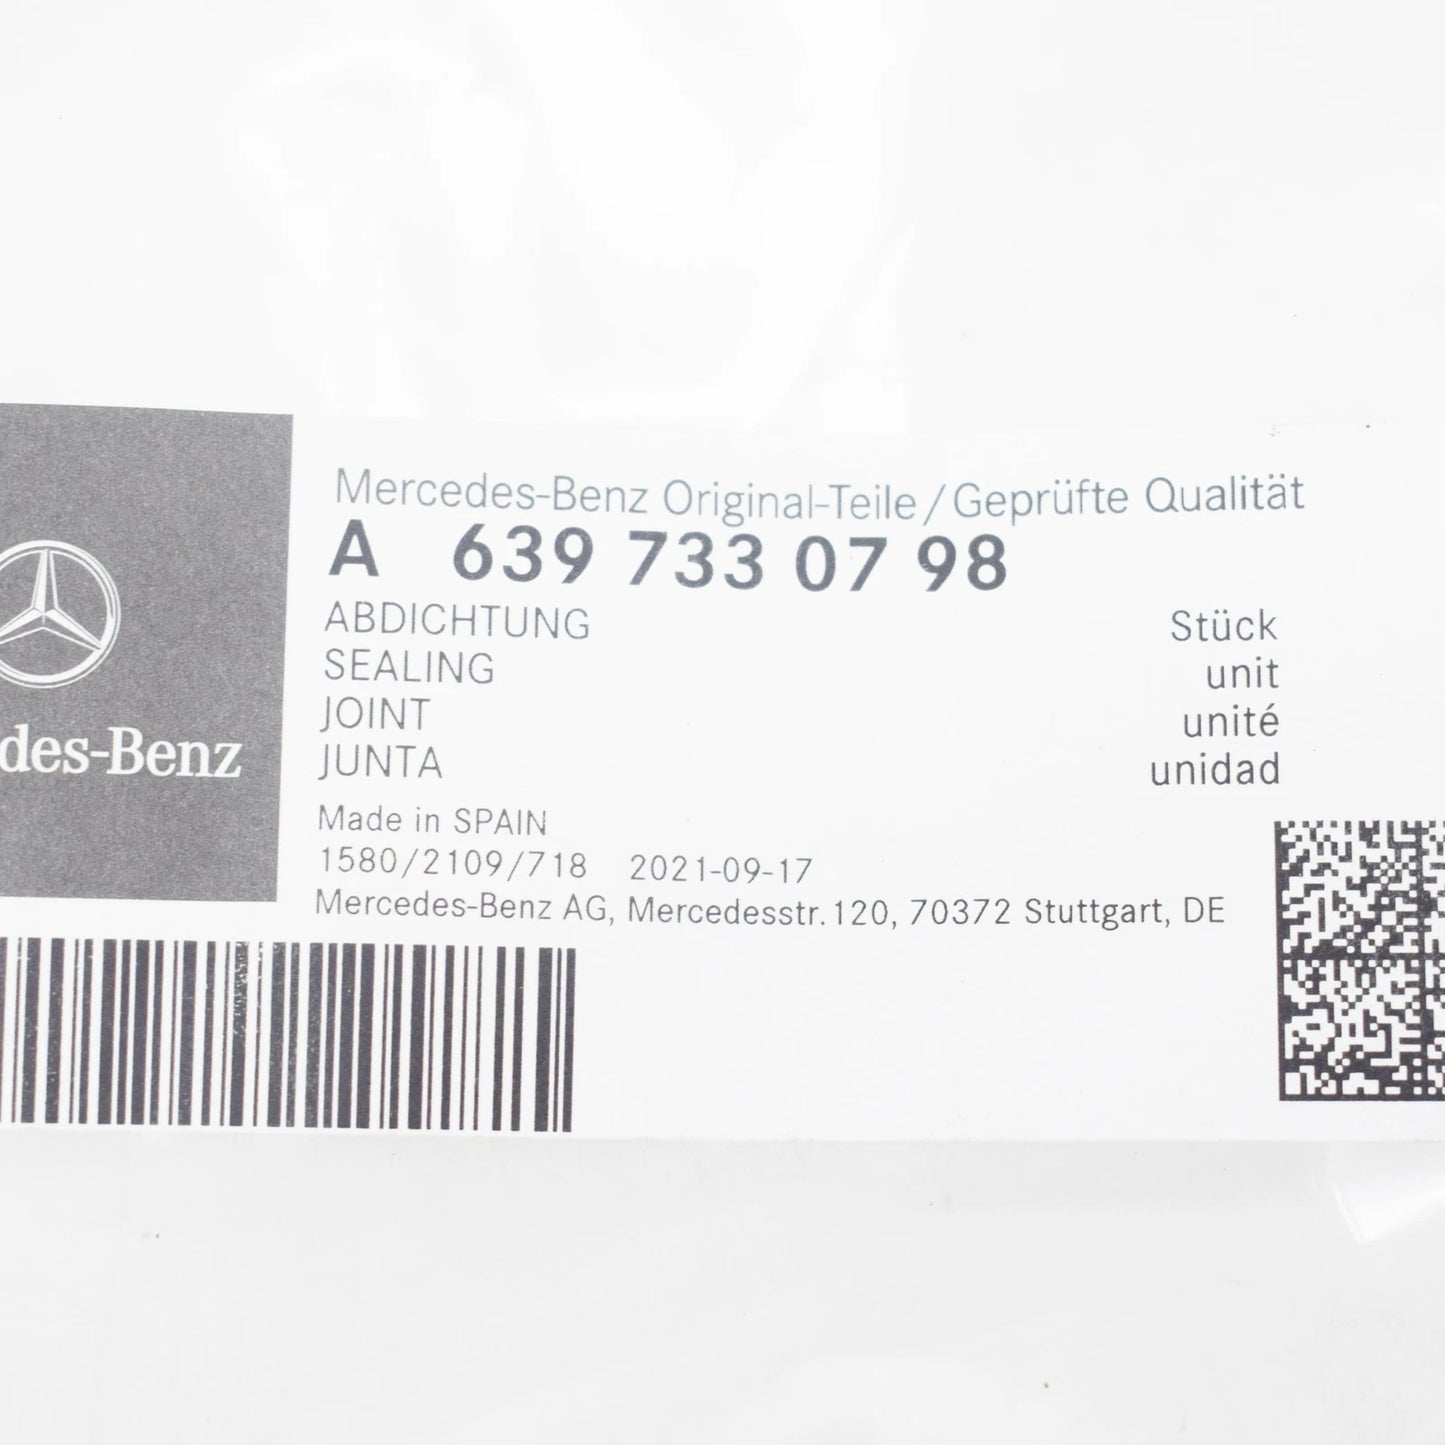 Mercedes-Benz Original-Teile/Geprüfte Qualität
A 639 733 07 98
ABDICHTUNG Stück
SEALING unit
JOINT unité
JUNTA unidad
des-Benz
Made in SPAIN
1580/2109/718 2021-09-17
Mercedes-Benz AG, Mercedesstr. 120, 70372 Stuttgart, DE